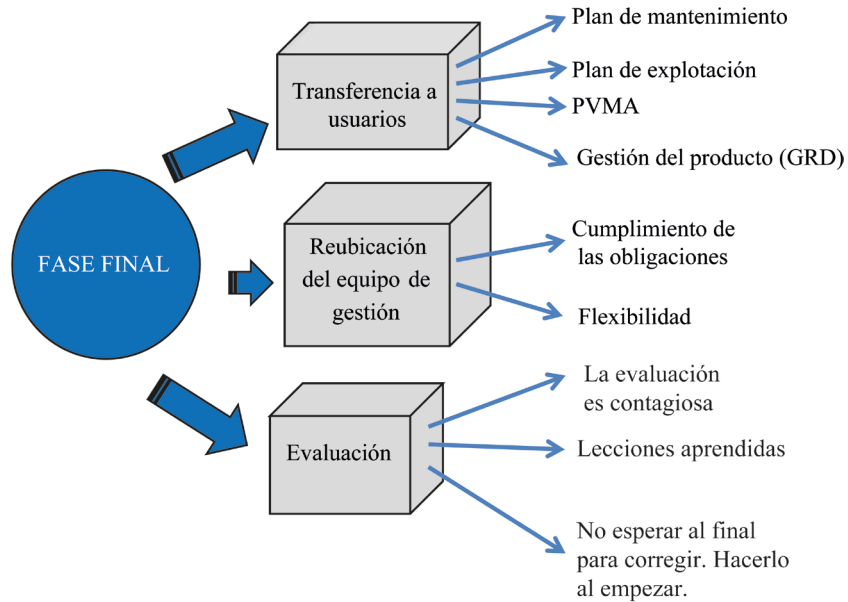 FASE FINAL
Transferencia a
usuarios
Plan de mantenimiento
Plan de explotación
PVMA
Gestión del producto (GRD)
Reubicación
del equipo de
gestión
Cumplimiento de
las obligaciones
Flexibilidad
Evaluación
La evaluación
es contagiosa
Lecciones aprendidas
No esperar al final
para corregir. Hacerlo
al empezar.